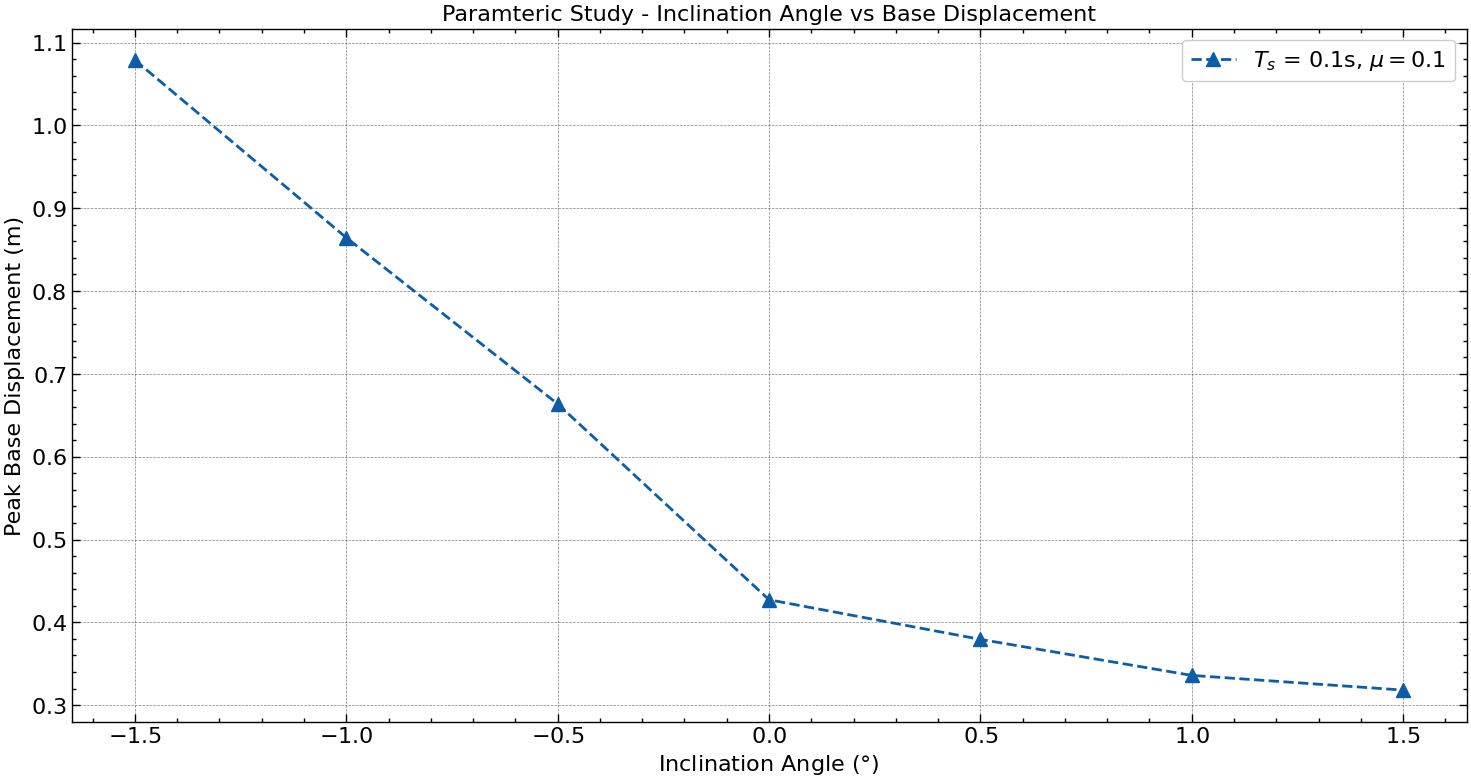 Paramteric Study - Inclination Angle vs Base Displacement
T_s = 0.1s, μ = 0.1
Peak Base Displacement (m)
1.1
1.0
0.9
0.8
0.7
0.6
0.5
0.4
0.3
−1.5 −1.0 −0.5 0.0 0.5 1.0 1.5
Inclination Angle (°)